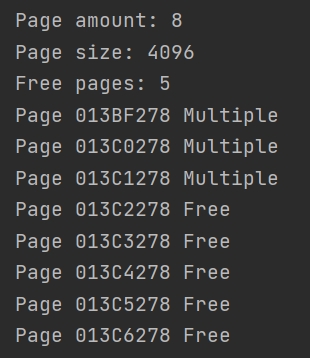 Page amount: 8
Page size: 4096
Free pages: 5
Page 013BF278 Multiple
Page 013C0278 Multiple
Page 013C1278 Multiple
Page 013C2278 Free
Page 013C3278 Free
Page 013C4278 Free
Page 013C5278 Free
Page 013C6278 Free